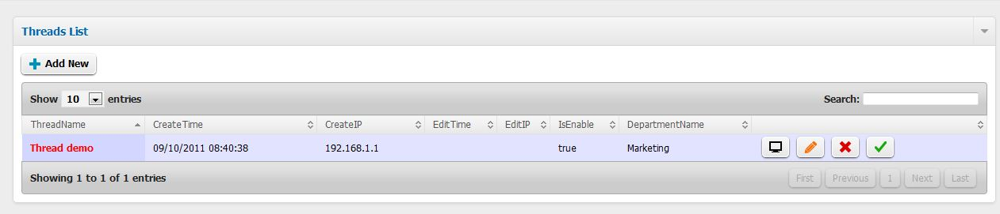 Threads List
Add New
Show 10 entries Search:
ThreadName CreateTime CreateIP EditTime EditIP IsEnable DepartmentName
Thread demo 09/10/2011 08:40:38 192.168.1.1 true Marketing
Showing 1 to 1 of 1 entries First Previous 1 Next Last